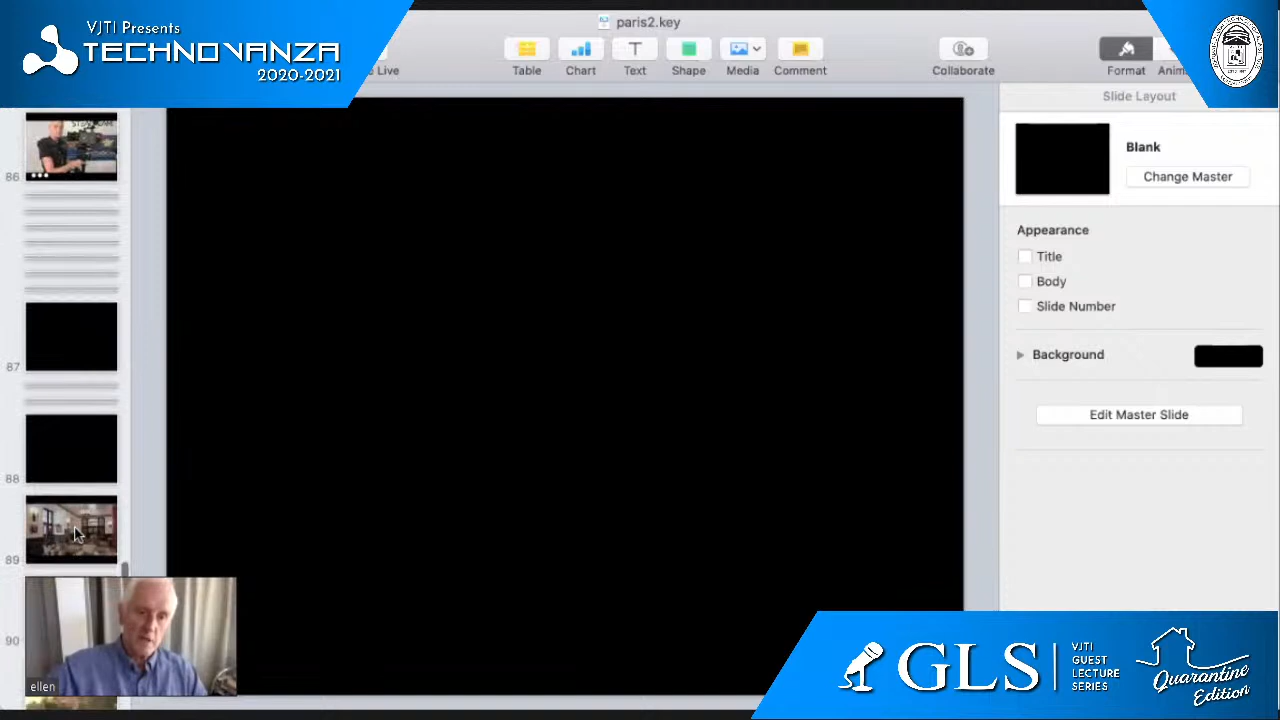 VJTI Presents
TECHNOVANZA
2020-2021
paris2.key
Live
Table
Chart
Text
Shape
Media
Comment
Collaborate
Format
Slide Layout
Blank
Change Master
Appearance
Title
Body
Slide Number
Background
Edit Master Slide
86
87
88
89
90
ellen
GLS
VJTI
GUEST
LECTURE
SERIES
Quarantine
Edition